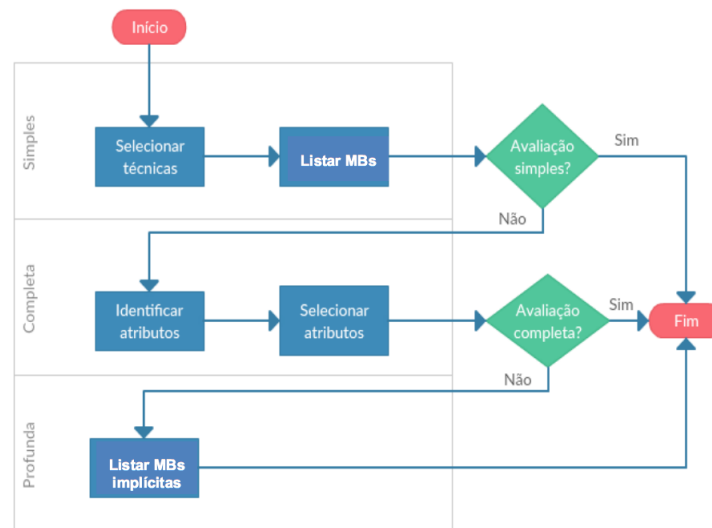 Início
Simples
Selecionar
técnicas
Listar MBs
Avaliação
simples?
Sim
Não
Completa
Identificar
atributos
Selecionar
atributos
Avaliação
completa?
Sim
Fim
Não
Profunda
Listar MBs
implícitas